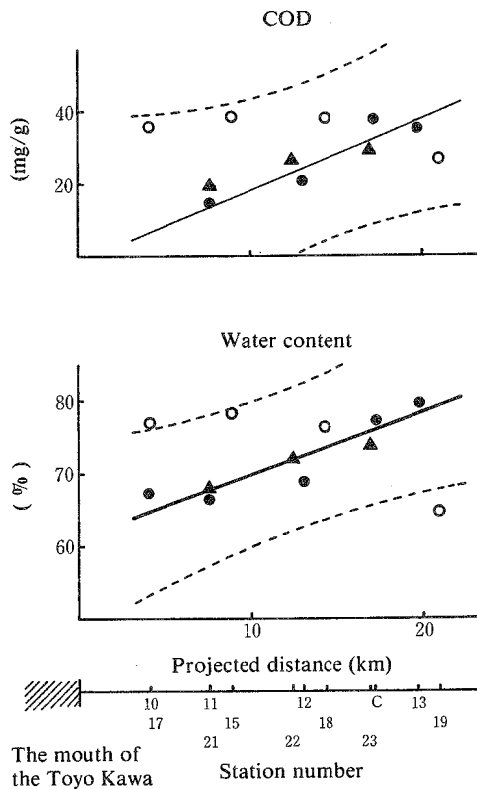 COD
(mg/g)
40
20
Water content
(%)
80
70
60
10 20
Projected distance (km)
10 11 12 C 13
17 15 18 19
21 22 23
The mouth of
the Toyo Kawa
Station number